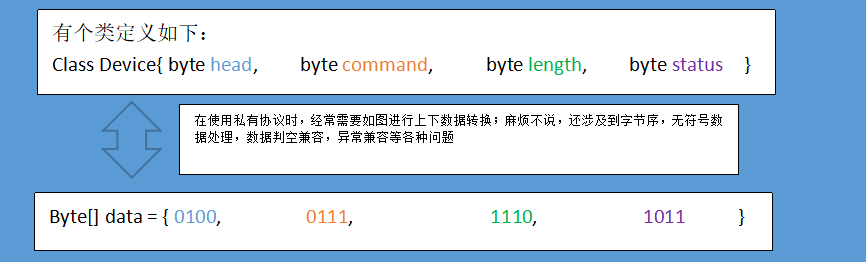 有个类定义如下：
Class Device{ byte head, byte command, byte length, byte status }
在使用私有协议时，经常需要如图进行上下数据转换；麻烦不说，还涉及到字节序，无符号数
据处理，数据判空兼容，异常兼容等各种问题
Byte[] data = { 0100, 0111, 1110, 1011 }